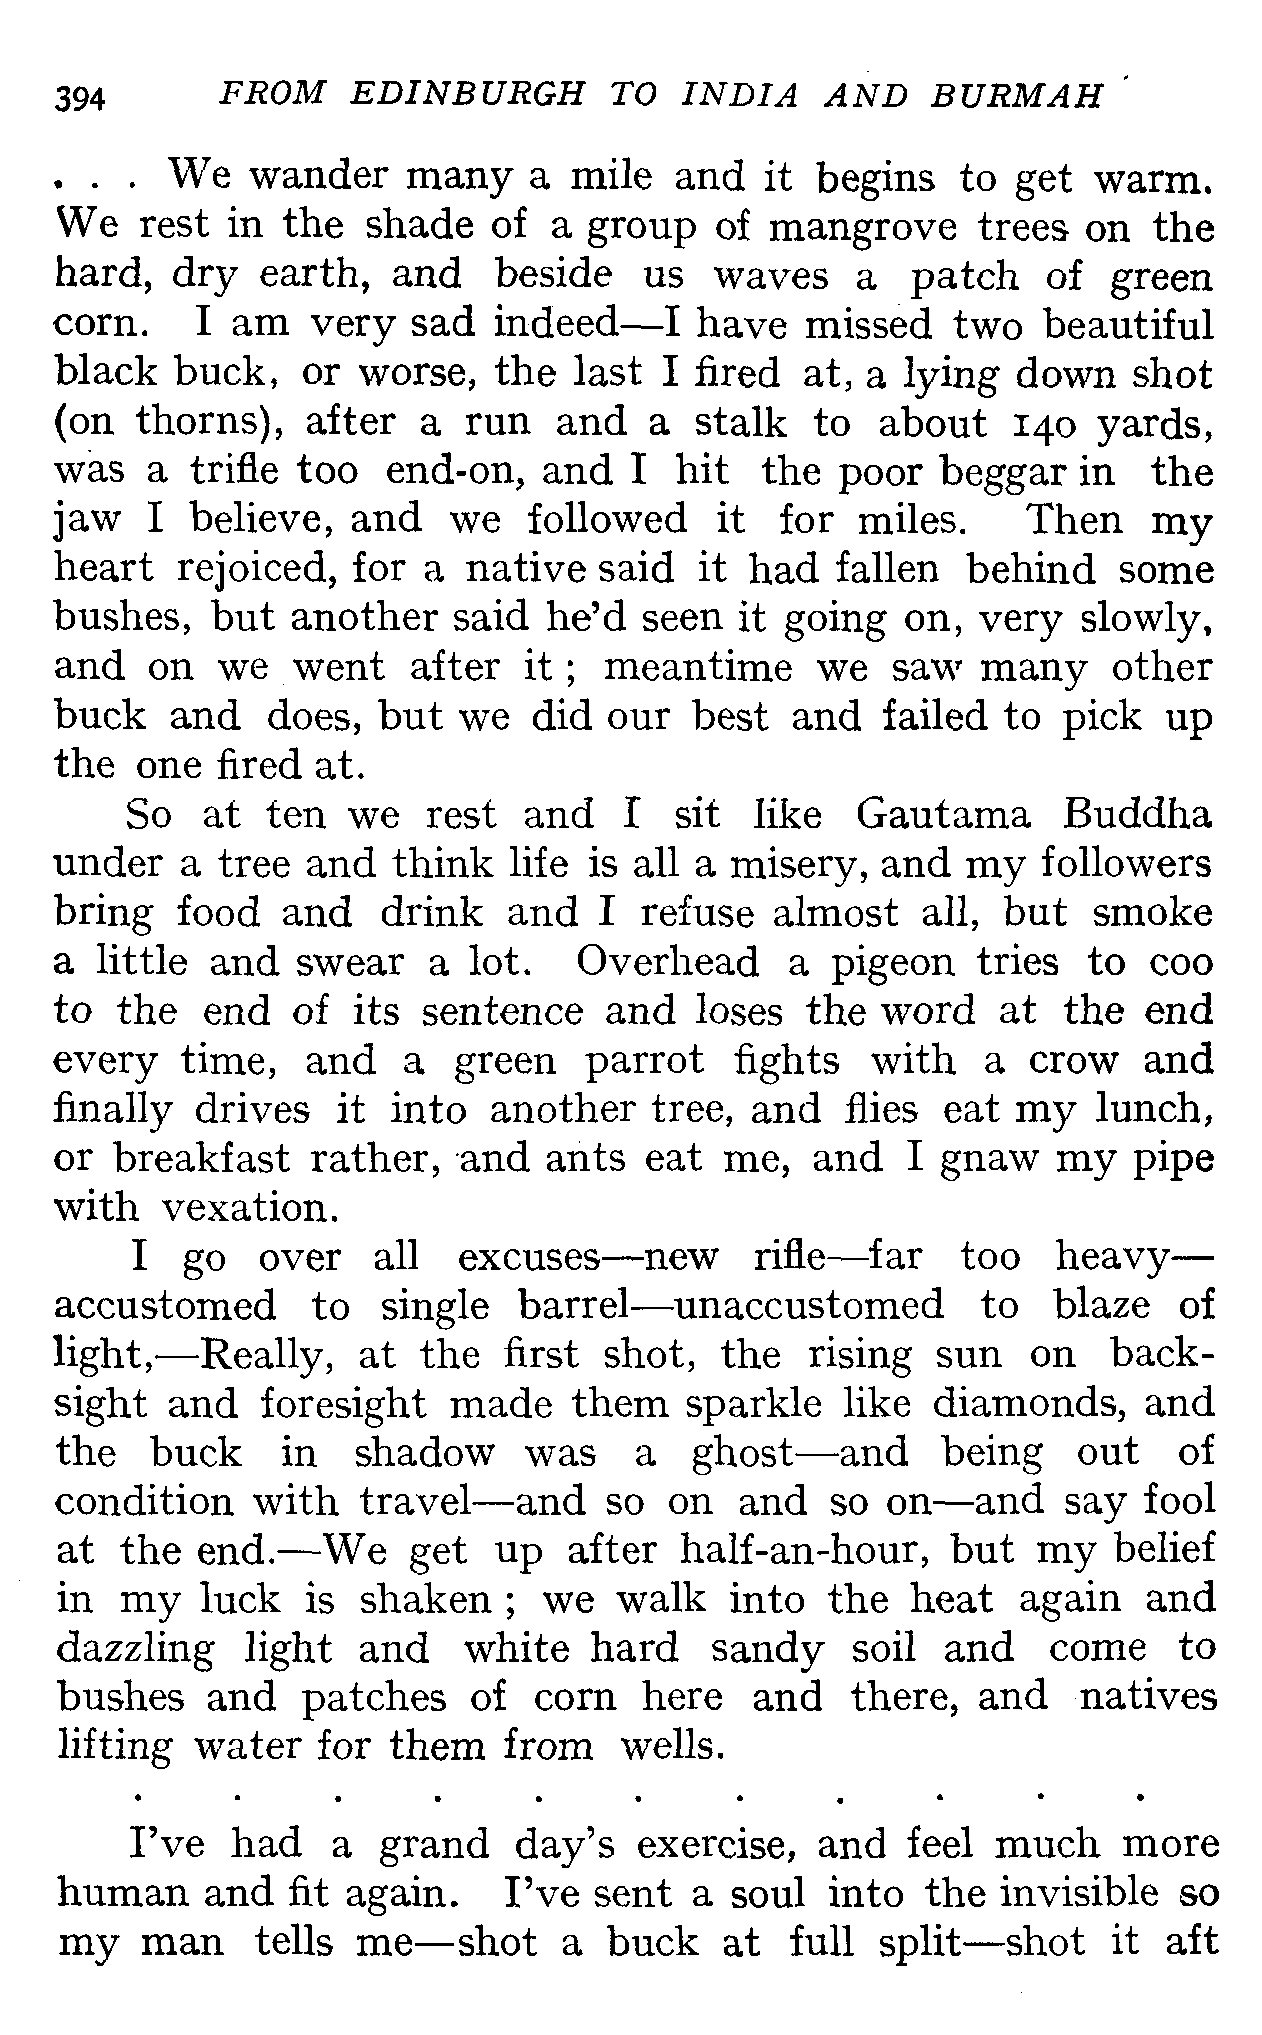 394 FROM EDINBURGH TO INDIA AND BURMAH
. . . We wander many a mile and it begins to get warm.
We rest in the shade of a group of mangrove trees on the
hard, dry earth, and beside us waves a patch of green
corn. I am very sad indeed—I have missed two beautiful
black buck, or worse, the last I fired at, a lying down shot
(on thorns), after a run and a stalk to about 140 yards,
was a trifle too end-on, and I hit the poor beggar in the
jaw I believe, and we followed it for miles. Then my
heart rejoiced, for a native said it had fallen behind some
bushes, but another said he'd seen it going on, very slowly,
and on we went after it ; meantime we saw many other
buck and does, but we did our best and failed to pick up
the one fired at.
So at ten we rest and I sit like Gautama Buddha
under a tree and think life is all a misery, and my followers
bring food and drink and I refuse almost all, but smoke
a little and swear a lot. Overhead a pigeon tries to coo
to the end of its sentence and loses the word at the end
every time, and a green parrot fights with a crow and
finally drives it into another tree, and flies eat my lunch,
or breakfast rather, and ants eat me, and I gnaw my pipe
with vexation.
I go over all excuses—new rifle—far too heavy—
accustomed to single barrel—unaccustomed to blaze of
light,—Really, at the first shot, the rising sun on back-
sight and foresight made them sparkle like diamonds, and
the buck in shadow was a ghost—and being out of
condition with travel—and so on and so on—and say fool
at the end.—We get up after half-an-hour, but my belief
in my luck is shaken ; we walk into the heat again and
dazzling light and white hard sandy soil and come to
bushes and patches of corn here and there, and natives
lifting water for them from wells.
. . . . . . . . . . .
I've had a grand day's exercise, and feel much more
human and fit again. I've sent a soul into the invisible so
my man tells me—shot a buck at full split—shot it aft